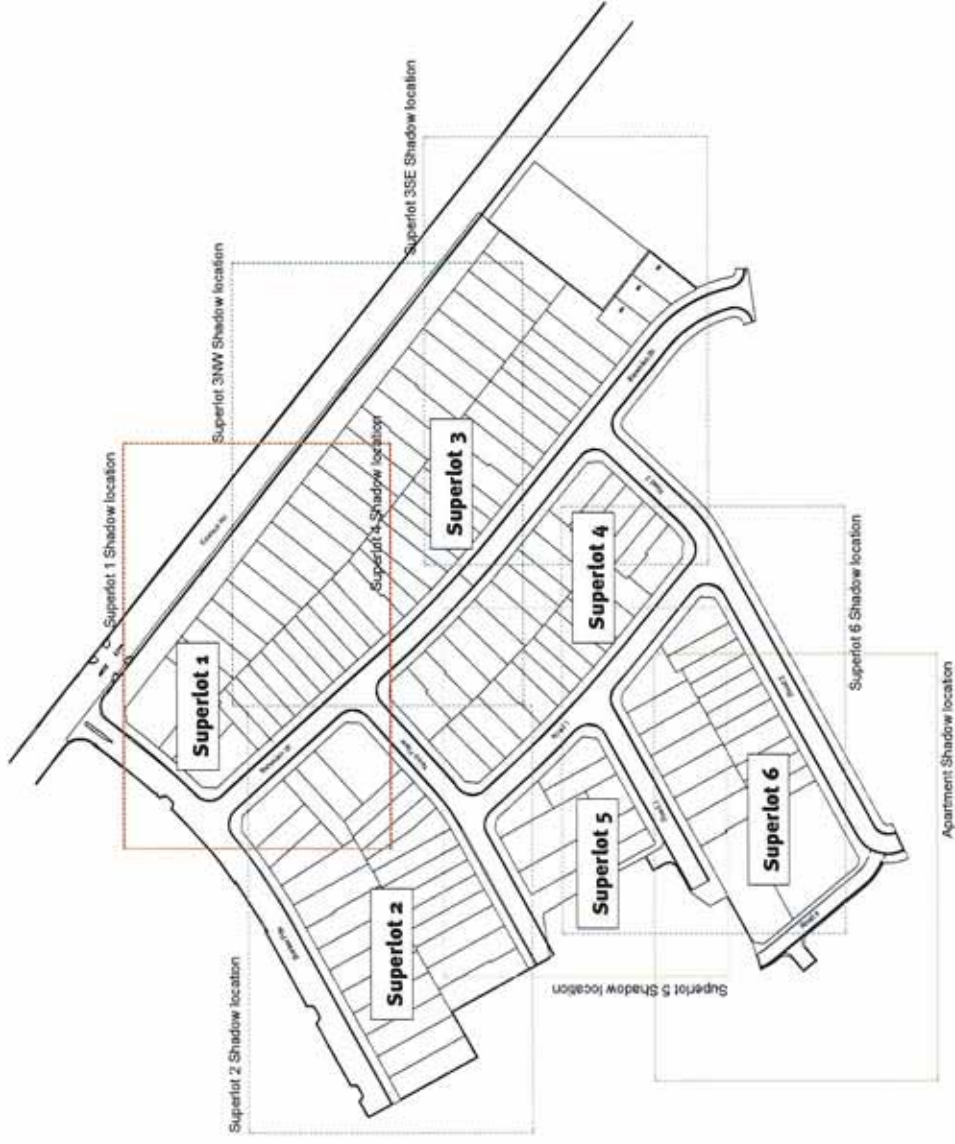 Superlot 3SE Shadow location
Superlot 3NW Shadow location
Superlot 1 Shadow location
Superlot 4 Shadow location
Superlot 3
Superlot 1
Superlot 4
Superlot 6 Shadow location
Apartment Shadow location
Superlot 6
Superlot 5
Superlot 2
Superlot 5 Shadow location
Superlot 2 Shadow location